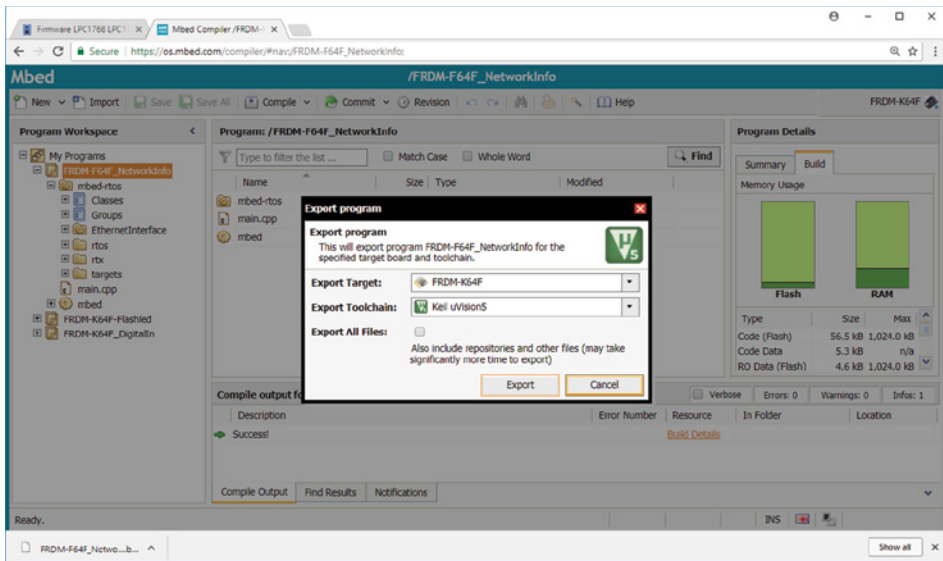 Firmware LPC1768 LPC1
Mbed Compiler /FRDM-
Secure https://os.mbed.com/compiler/#nav:/FRDM-F64F_NetworkInfo;
Mbed
/FRDM-F64F_NetworkInfo
New Import Save Save All Compile Commit Revision Help
FRDM-K64F
Program Workspace
My Programs
FRDM-F64F_NetworkInfo
mbed-rtos
Classes
Groups
EthernetInterface
rtos
rtx
targets
main.cpp
mbed
FRDM-K64F-Flashled
FRDM-K64F_DigitalIn
Program: /FRDM-F64F_NetworkInfo
Type to filter the list ... Match Case Whole Word Find
Name Size Type Modified
mbed-rtos
main.cpp
mbed
Export program
Export program
This will export program FRDM-F64F_NetworkInfo for the
specified target board and toolchain.
μVs
Export Target: FRDM-K64F
Export Toolchain: Keil uVision5
Export All Files:
Also include repositories and other files (may take
significantly more time to export)
Export Cancel
Program Details
Summary Build
Memory Usage
Flash RAM
Type Size Max
Code (Flash) 56.5 kB 1,024.0 kB
Code Data 5.3 kB n/a
RO Data (Flash) 4.6 kB 1,024.0 kB
Compile output fo
Verbose Errors: 0 Warnings: 0 Infos: 1
Description Error Number Resource In Folder Location
Success! Build Details
Compile Output Find Results Notifications
Ready.
INS
FRDM-F64F_Netwo....b...
Show all